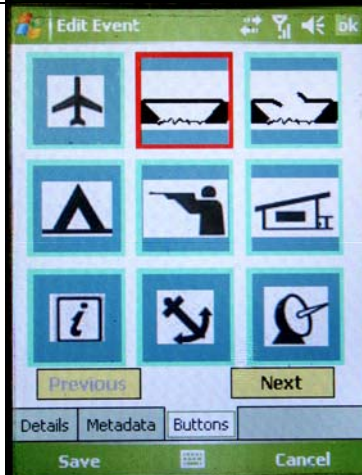 Edit Event ok
i
Previous Next
Details Metadata Buttons
Save Cancel